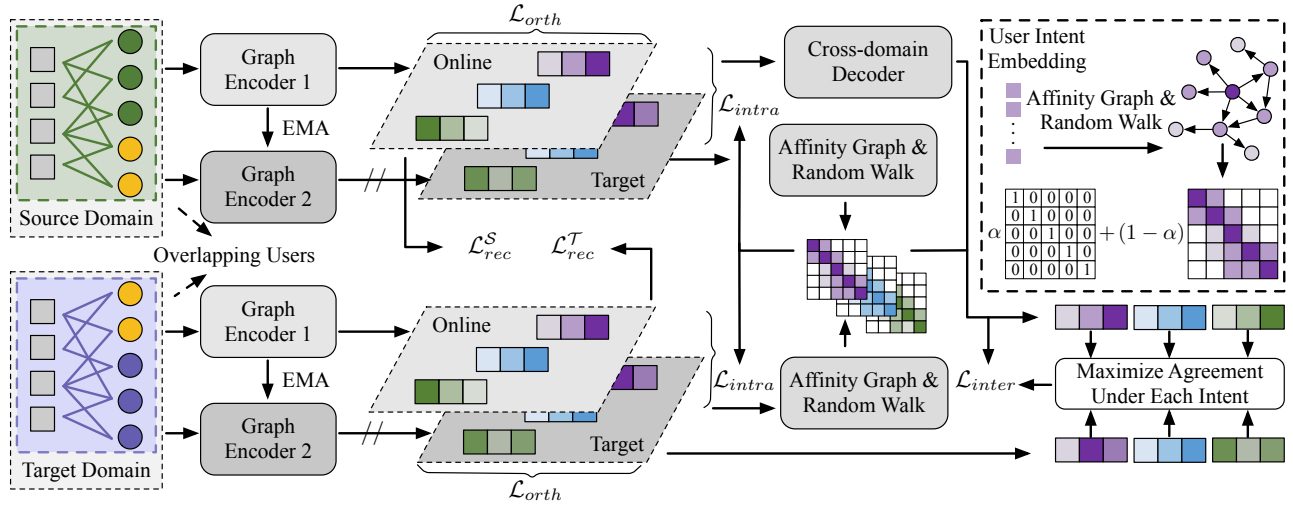 Source Domain
Graph
Encoder 1
EMA
Graph
Encoder 2
Overlapping Users
Target Domain
Graph
Encoder 1
EMA
Graph
Encoder 2
L_orth
Online
Target
L_intra
L_rec^S
L_rec^T
Online
Target
L_orth
L_intra
Cross-domain
Decoder
Affinity Graph &
Random Walk
Affinity Graph &
Random Walk
L_inter
User Intent
Embedding
Affinity Graph &
Random Walk
α
1 0 0 0 0
0 1 0 0 0
0 0 1 0 0
0 0 0 1 0
0 0 0 0 1
+ (1 − α)
Maximize Agreement
Under Each Intent